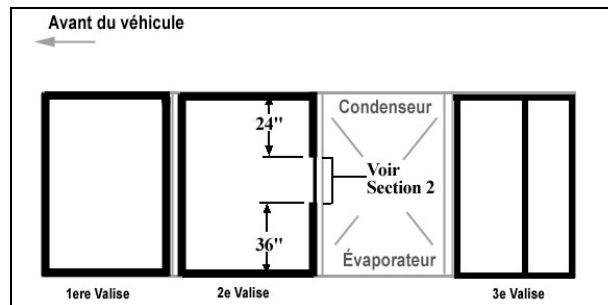 Avant du véhicule
Condenseur
24"
Voir
Section 2
36"
Évaporateur
1ere Valise
2e Valise
3e Valise